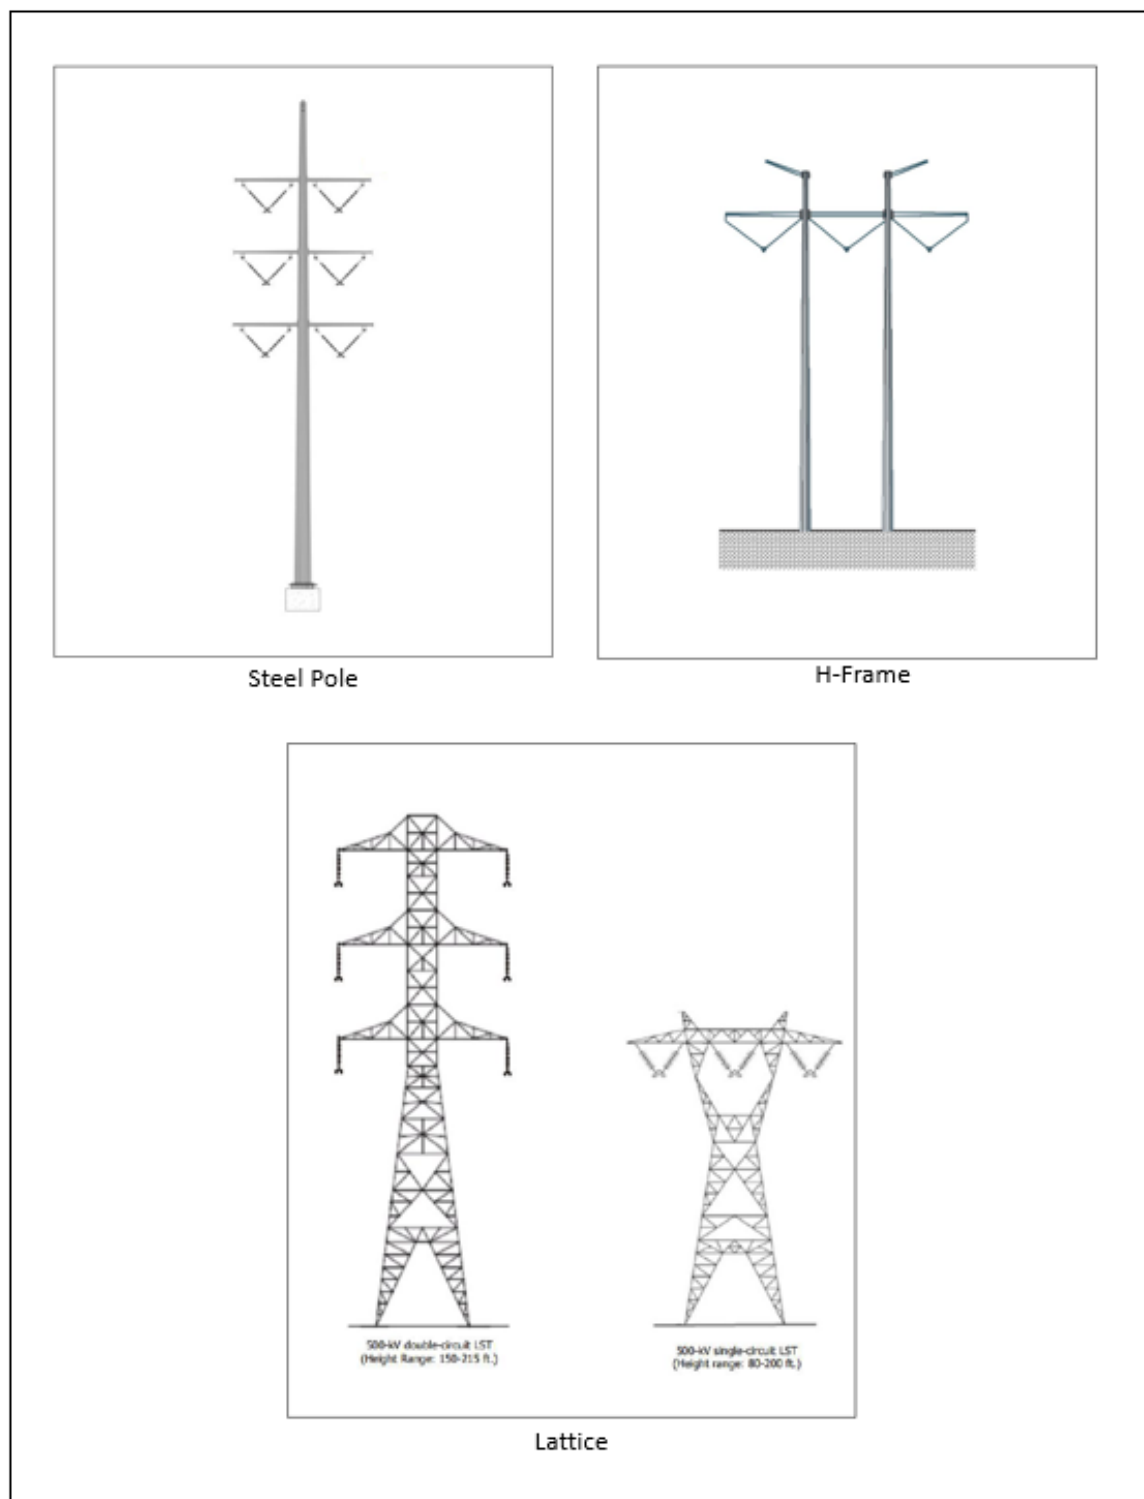 Steel Pole
H-Frame
500-kV double-circuit LST
(Height Range: 150-215 ft.)
500-kV single-circuit LST
(Height range: 80-200 ft.)
Lattice